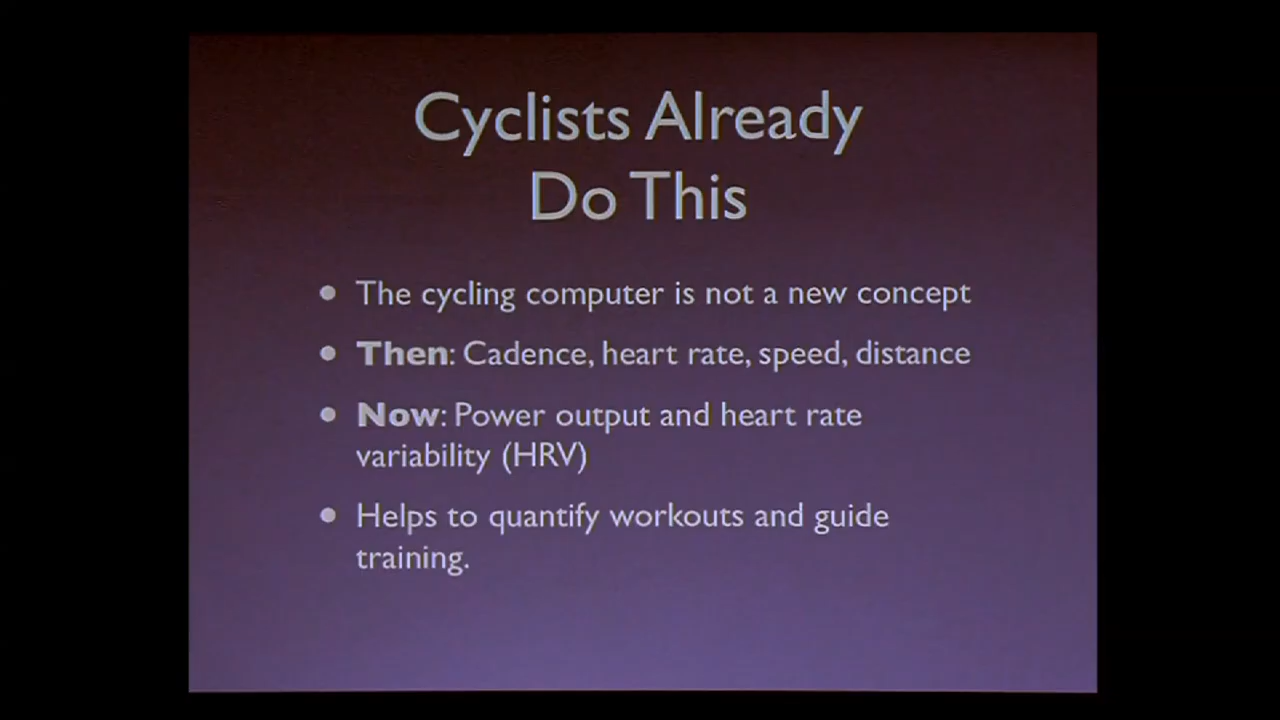 Cyclists Already
Do This
• The cycling computer is not a new concept
• Then: Cadence, heart rate, speed, distance
• Now: Power output and heart rate
variability (HRV)
• Helps to quantify workouts and guide
training.